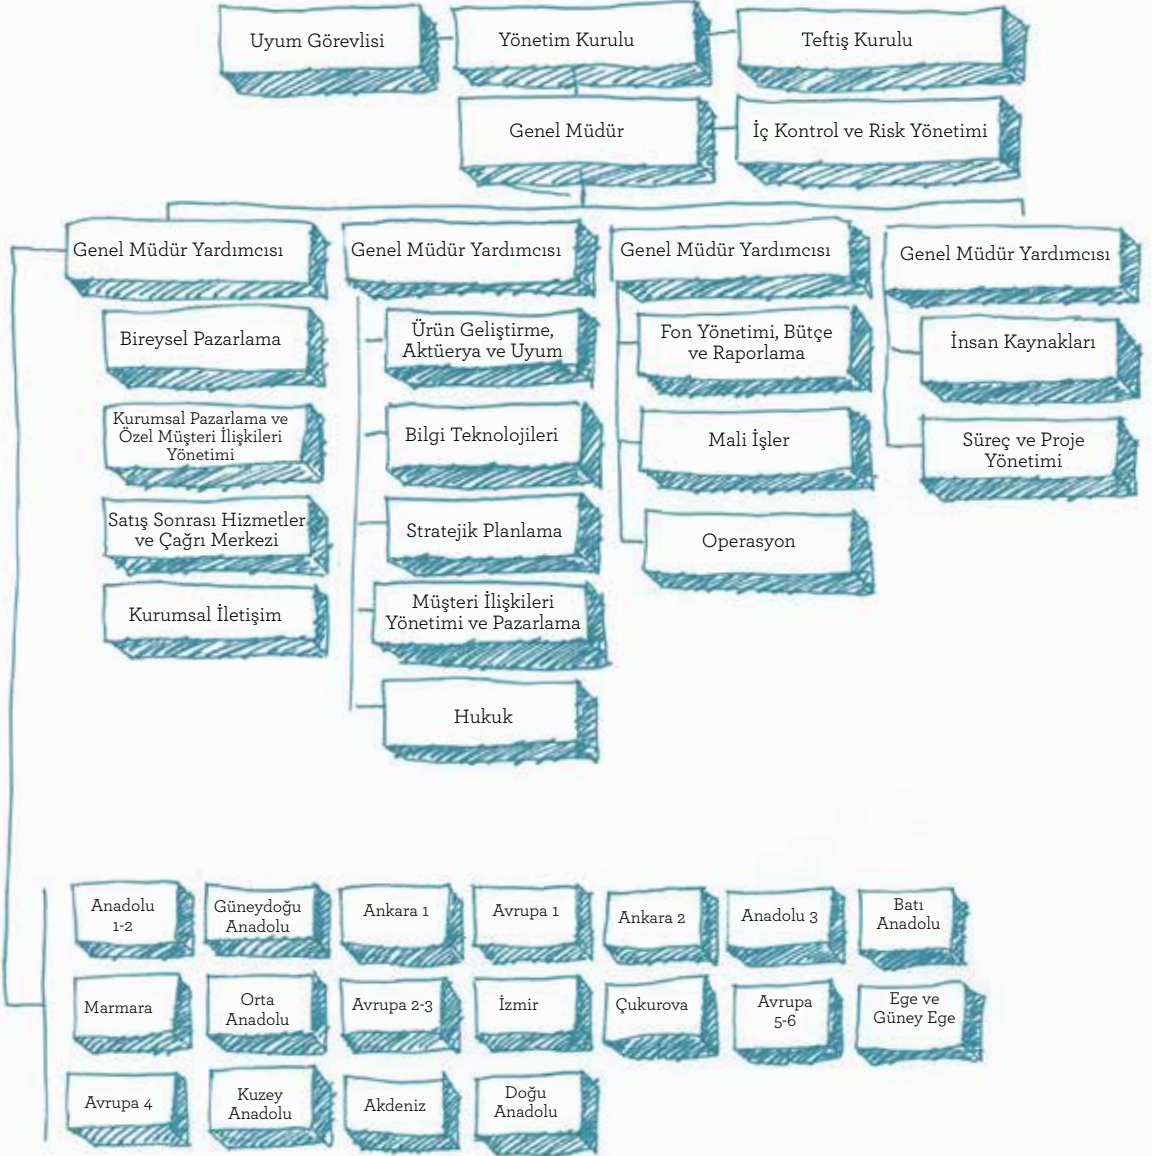 Uyum Görevlisi
Yönetim Kurulu
Teftiş Kurulu
Genel Müdür
İç Kontrol ve Risk Yönetimi
Genel Müdür Yardımcısı
Bireysel Pazarlama
Kurumsal Pazarlama ve
Özel Müşteri İlişkileri
Yönetimi
Satış Sonrası Hizmetler
ve Çağrı Merkezi
Kurumsal İletişim
Genel Müdür Yardımcısı
Ürün Geliştirme,
Aktüerya ve Uyum
Bilgi Teknolojileri
Stratejik Planlama
Müşteri İlişkileri
Yönetimi ve Pazarlama
Hukuk
Genel Müdür Yardımcısı
Fon Yönetimi, Bütçe
ve Raporlama
Mali İşler
Operasyon
Genel Müdür Yardımcısı
İnsan Kaynakları
Süreç ve Proje
Yönetimi
Anadolu
1-2
Güneydoğu
Anadolu
Ankara 1
Avrupa 1
Ankara 2
Anadolu 3
Batı
Anadolu
Marmara
Orta
Anadolu
Avrupa 2-3
İzmir
Çukurova
Avrupa
5-6
Ege ve
Güney Ege
Avrupa 4
Kuzey
Anadolu
Akdeniz
Doğu
Anadolu